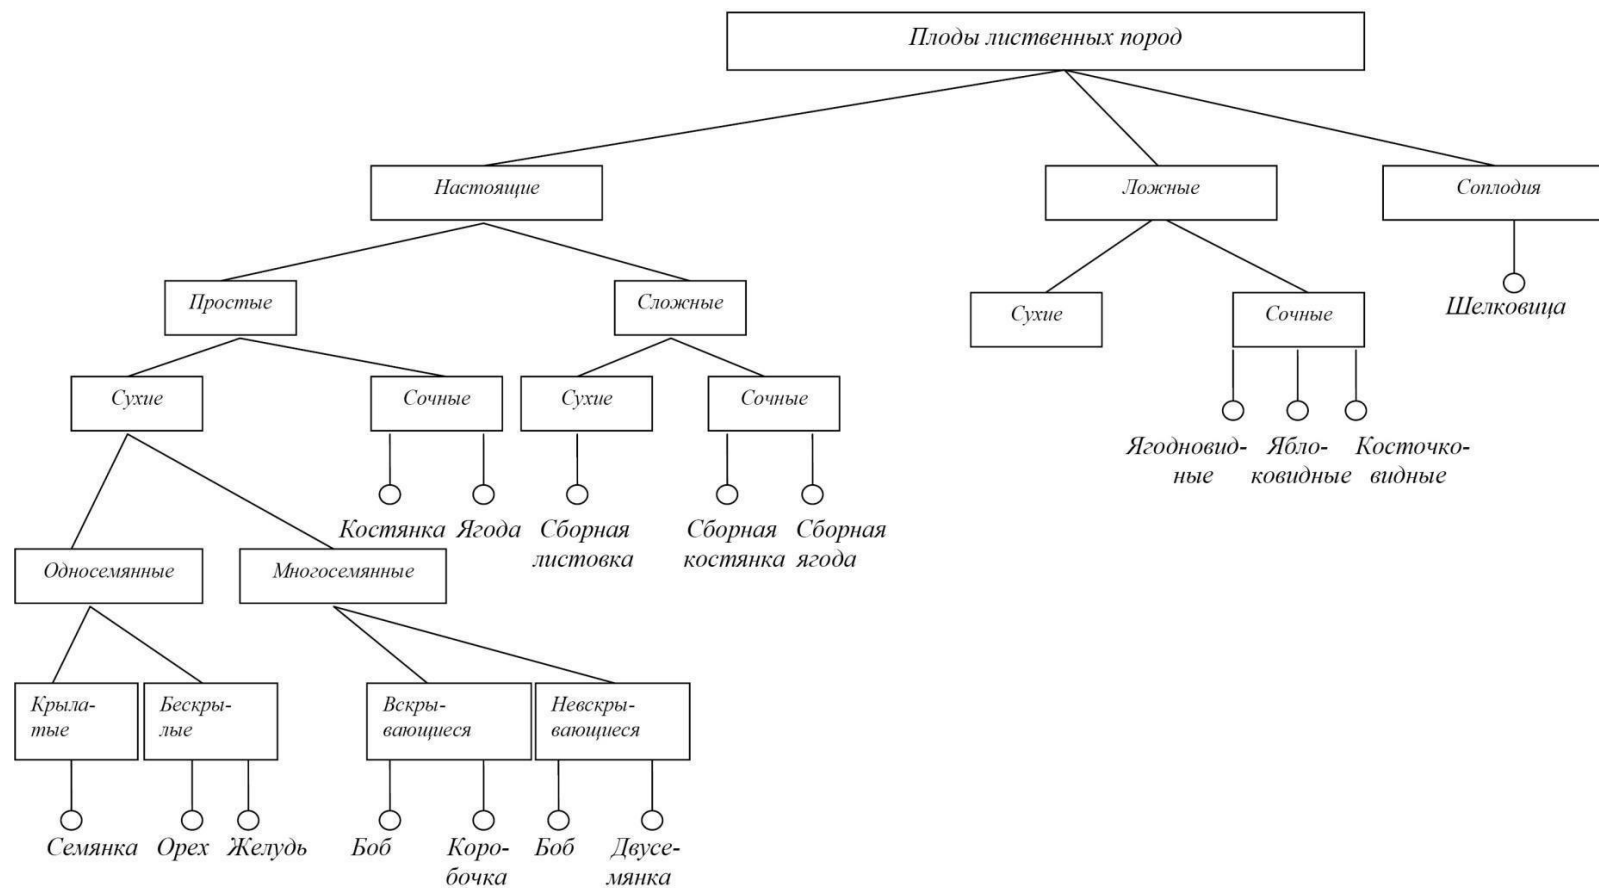 Плоды лиственных пород
Настоящие
Ложные
Соплодия
Простые
Сложные
Сухие
Сочные
Шелковица
Сухие
Сочные
Сухие
Сочные
Ягодновид-
ные
Ябло-
ковидные
Косточко-
видные
Костянка
Ягода
Сборная
листовка
Сборная
костянка
Сборная
ягода
Односемянные
Многосемянные
Крыла-
тые
Бескры-
лые
Вскры-
вающиеся
Невскры-
вающиеся
Семянка
Орех
Желудь
Боб
Коро-
бочка
Боб
Двусе-
мянка